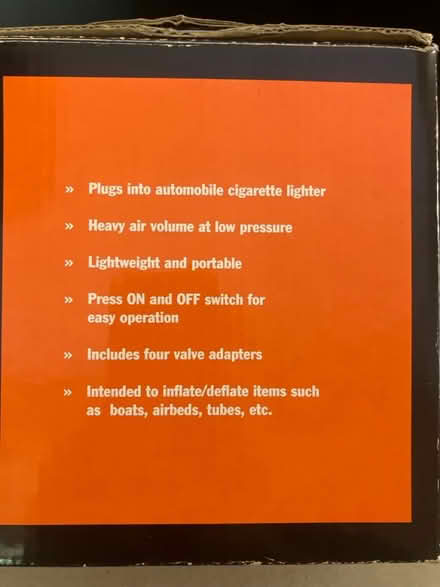 » Plugs into automobile cigarette lighter
» Heavy air volume at low pressure
» Lightweight and portable
» Press ON and OFF switch for
easy operation
» Includes four valve adapters
» Intended to inflate/deflate items such
as boats, airbeds, tubes, etc.